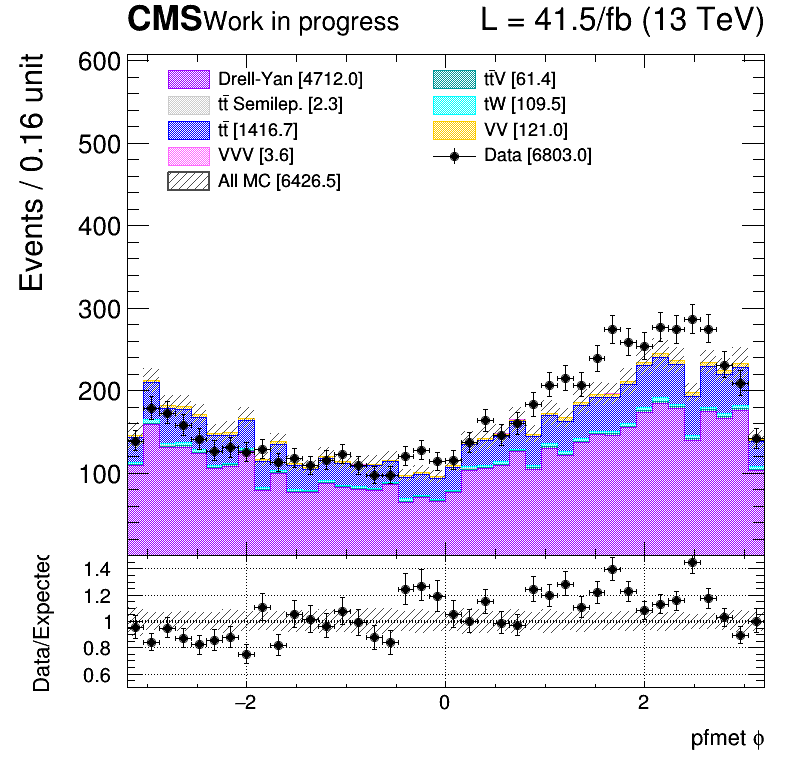 CMS Work in progress L = 41.5/fb (13 TeV)
Events / 0.16 unit
600
500
400
300
200
100
Drell-Yan [4712.0]
tt̄V [61.4]
tt̄ Semilep. [2.3]
tW [109.5]
tt̄ [1416.7]
VV [121.0]
VVV [3.6]
Data [6803.0]
All MC [6426.5]
Data/Expected
1.4
1.2
1
0.8
0.6
−2 0 2
pfmet ϕ